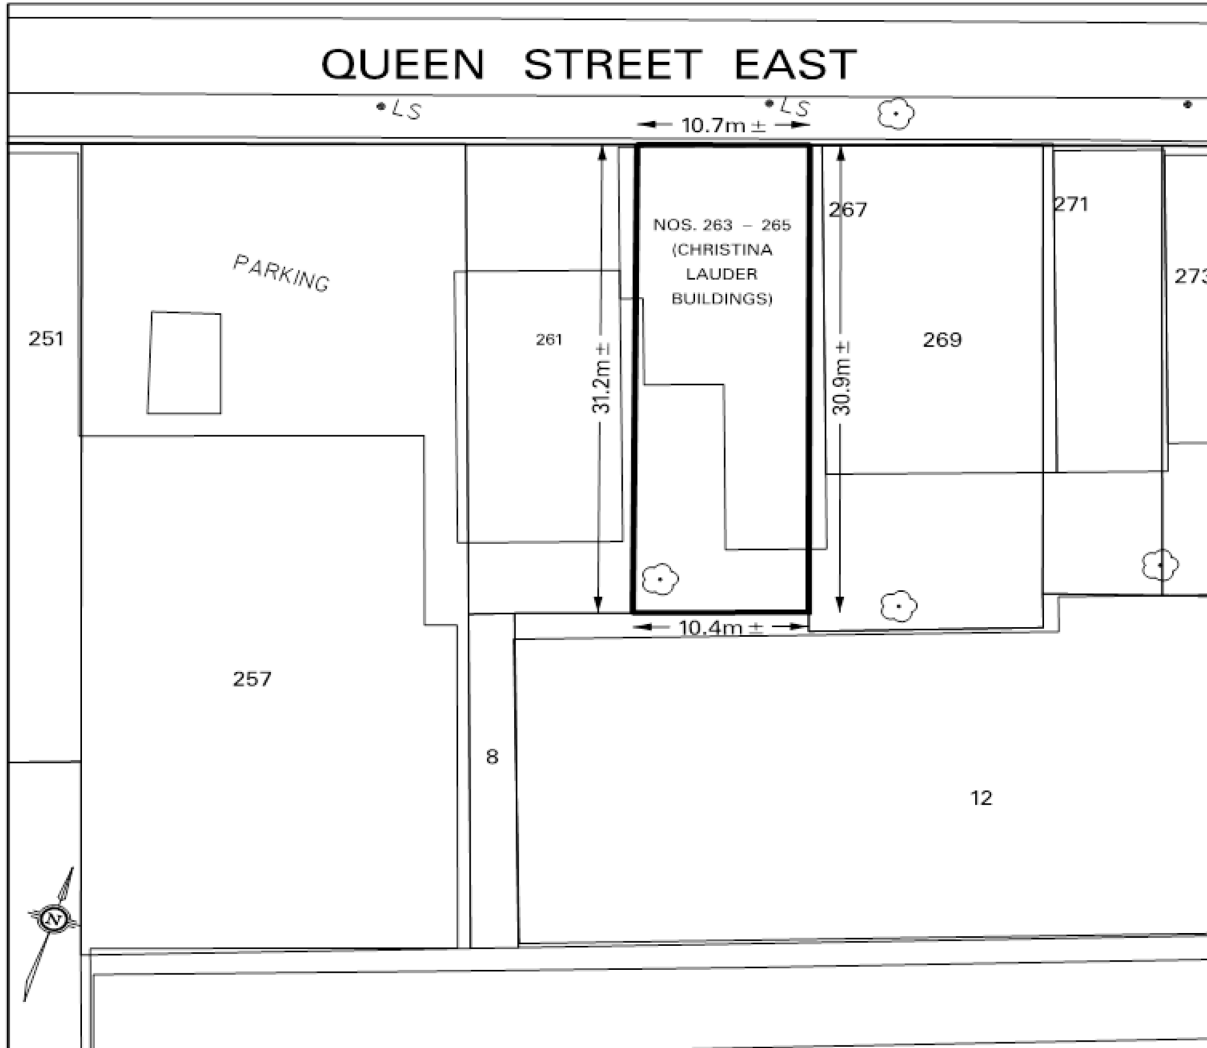 QUEEN STREET EAST
LS
LS
10.7m ±
267
271
NOS. 263 – 265
(CHRISTINA
LAUDER
BUILDINGS)
PARKING
273
251
261
269
31.2m ±
30.9m ±
10.4m ±
257
8
12
N